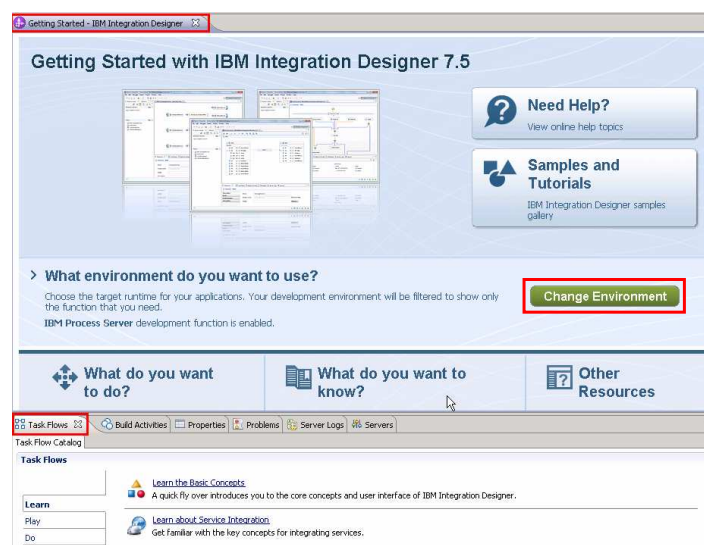 Getting Started - IBM Integration Designer
Getting Started with IBM Integration Designer 7.5
Need Help?
View online help topics
Samples and
Tutorials
IBM Integration Designer samples
gallery
What environment do you want to use?
Choose the target runtime for your applications. Your development environment will be filtered to show only
the function that you need.
IBM Process Server development function is enabled.
Change Environment
What do you want
to do?
What do you want to
know?
Other
Resources
Task Flows
Build Activities
Properties
Problems
Server Logs
Servers
Task Flow Catalog
Task Flows
Learn
Play
Do
Learn the Basic Concepts
A quick fly over introduces you to the core concepts and user interface of IBM Integration Designer.
Learn about Service Integration
Get familiar with the key concepts for integrating services.